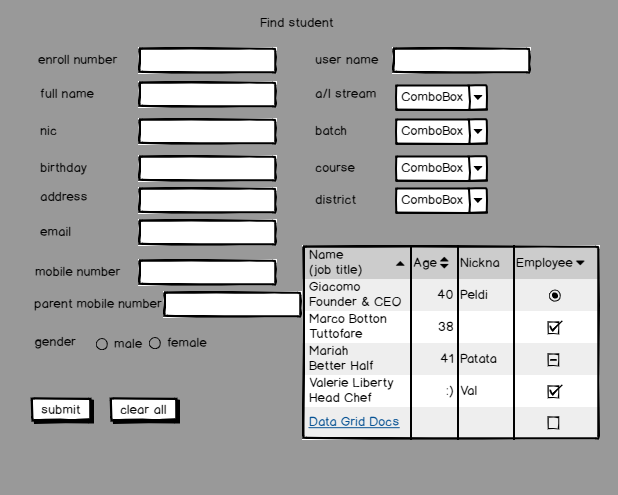 Find student
enroll number
user name
full name
a/l stream
ComboBox
nic
batch
ComboBox
birthday
course
ComboBox
address
district
ComboBox
email
mobile number
parent mobile number
gender
male
female
submit
clear all
Name
(job title)
Age
Nickna
Employee
Giacomo
Founder & CEO
40
Peldi
Marco Botton
Tuttofare
38
Mariah
Better Half
41
Patata
Valerie Liberty
Head Chef
:)
Val
Data Grid Docs